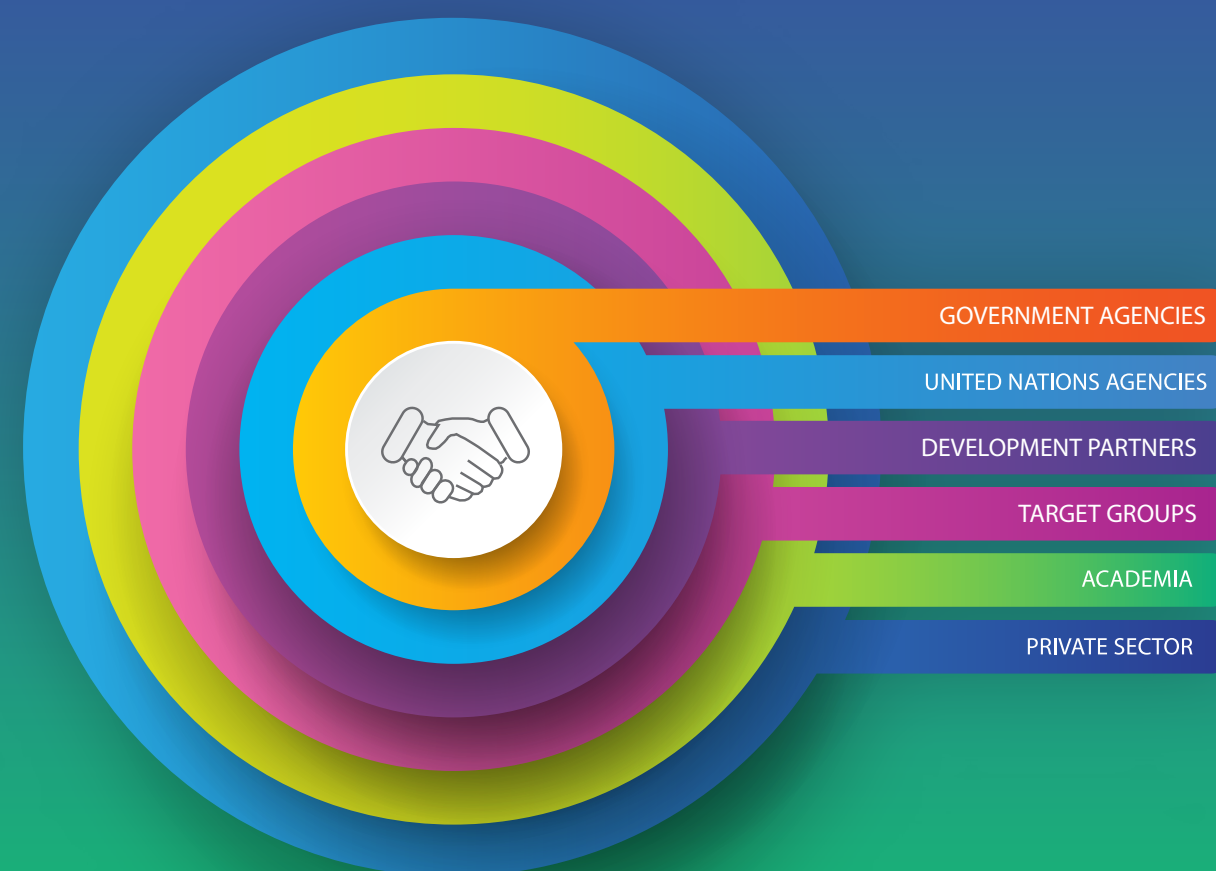 GOVERNMENT AGENCIES
UNITED NATIONS AGENCIES
DEVELOPMENT PARTNERS
TARGET GROUPS
ACADEMIA
PRIVATE SECTOR